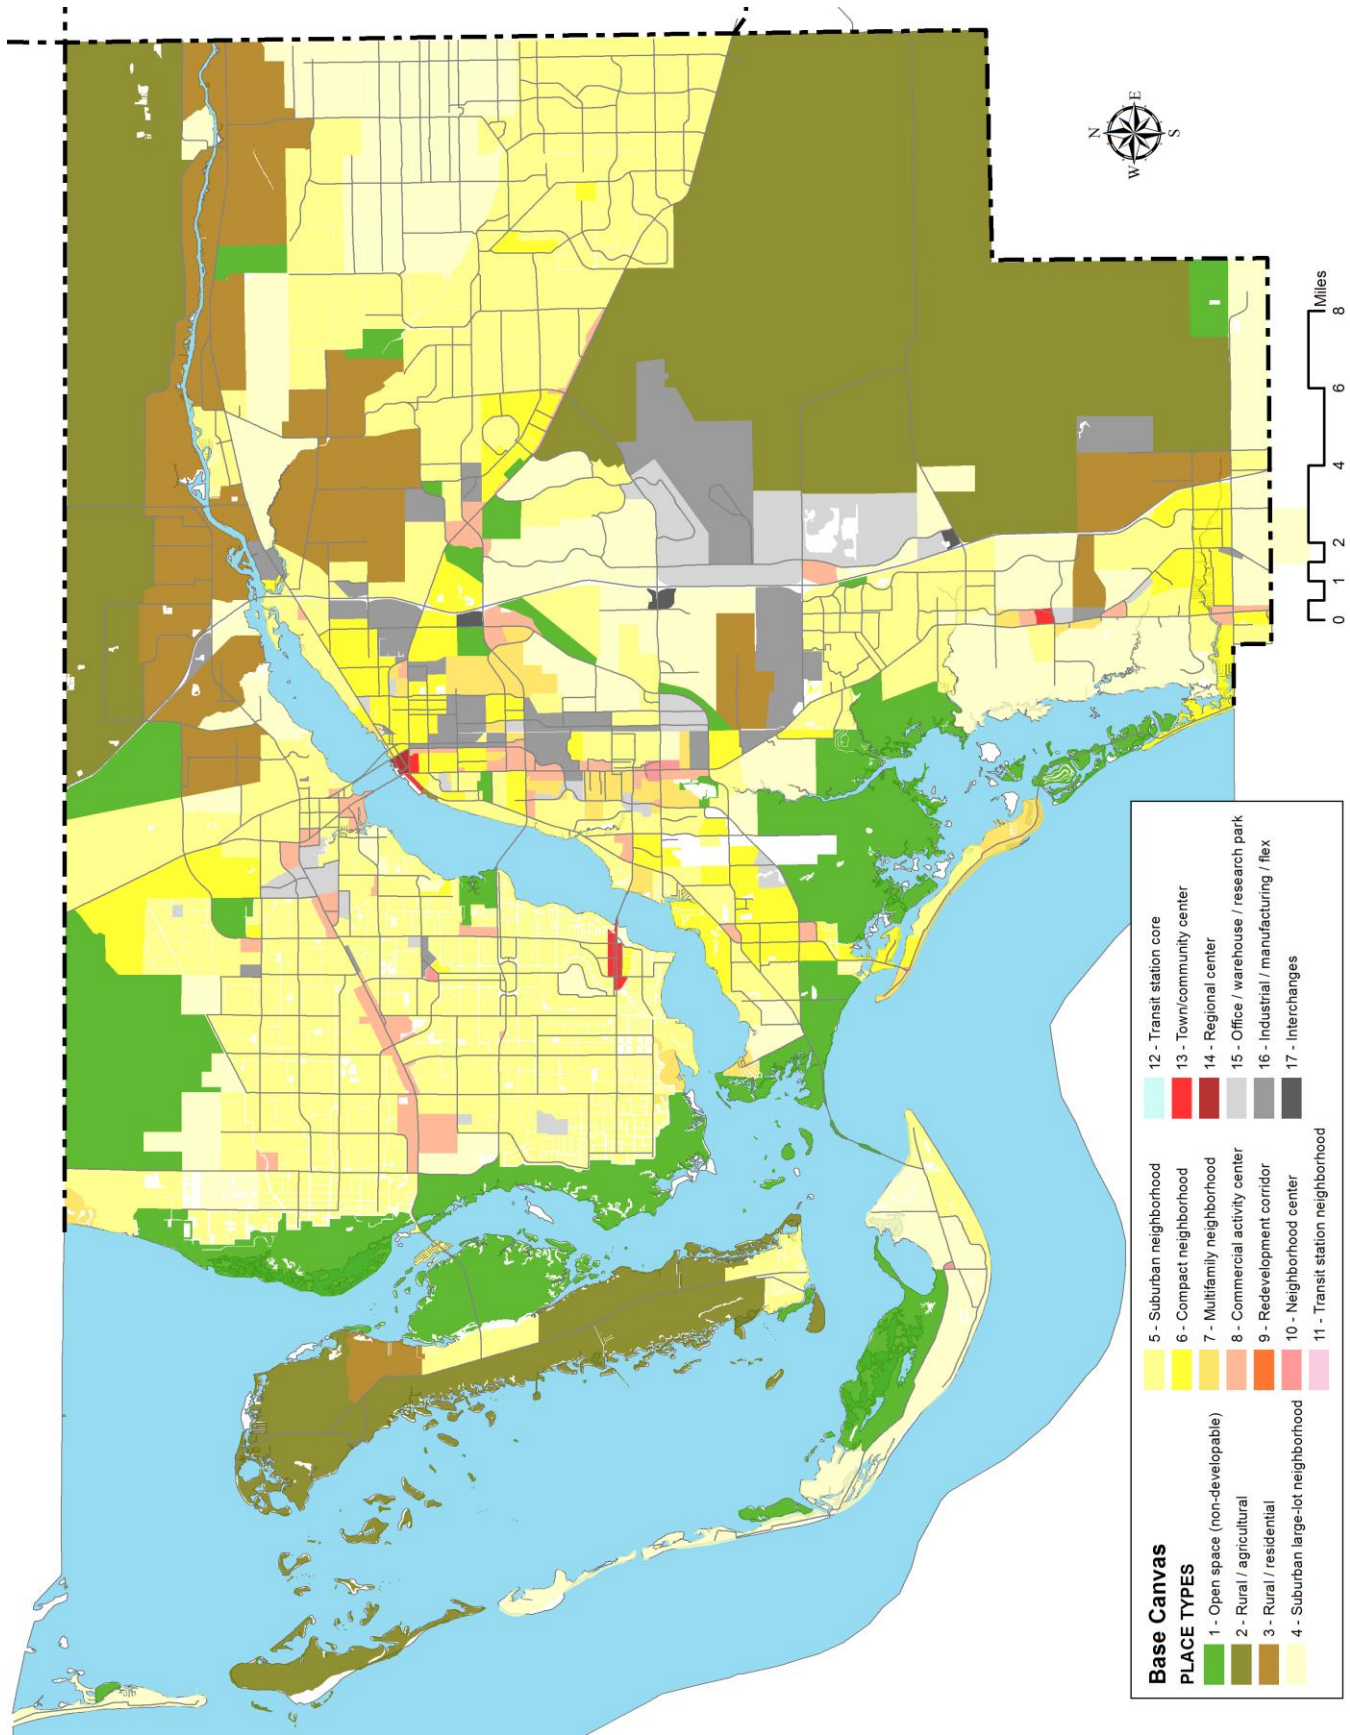 N
E
W
S
Miles
0
1
2
4
6
8
Base Canvas
PLACE TYPES
1 - Open space (non-developable)
2 - Rural / agricultural
3 - Rural / residential
4 - Suburban large-lot neighborhood
5 - Suburban neighborhood
6 - Compact neighborhood
7 - Multifamily neighborhood
8 - Commercial activity center
9 - Redevelopment corridor
10 - Neighborhood center
11 - Transit station neighborhood
12 - Transit station core
13 - Town/community center
14 - Regional center
15 - Office / warehouse / research park
16 - Industrial / manufacturing / flex
17 - Interchanges